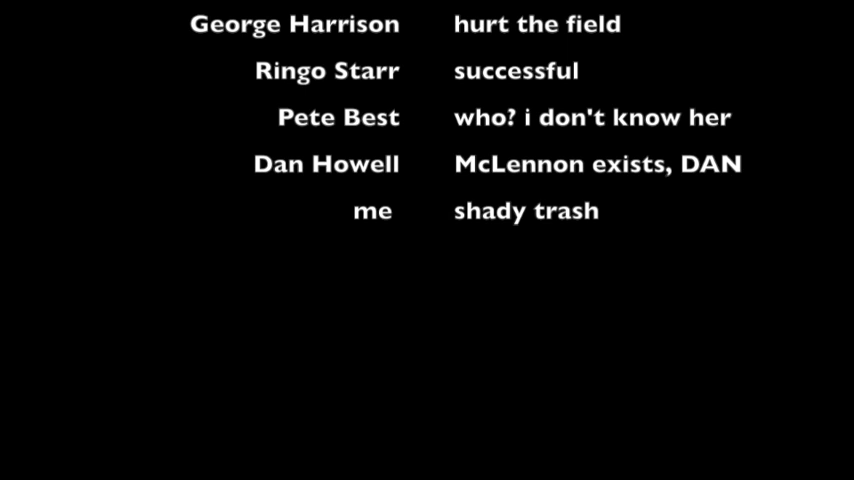 George Harrison hurt the field
Ringo Starr successful
Pete Best who? i don't know her
Dan Howell McLennon exists, DAN
me shady trash